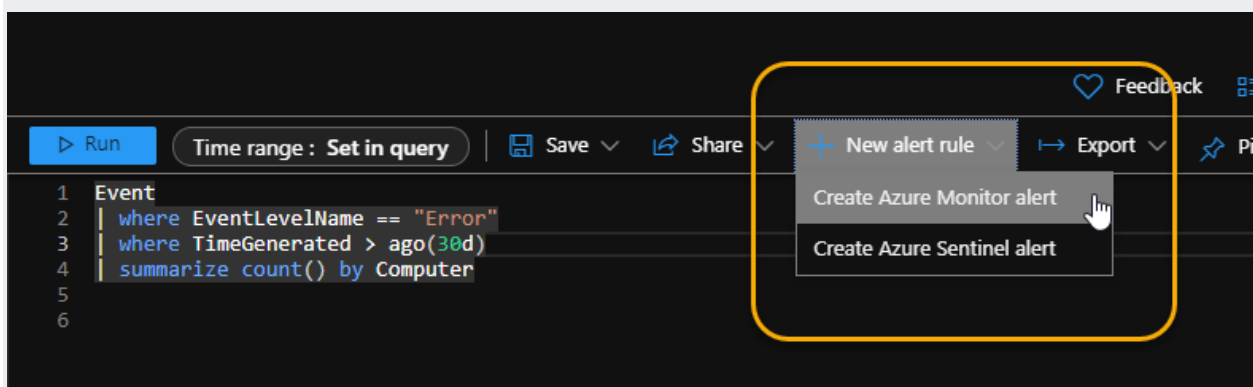 Feedback
Run Time range : Set in query Save Share New alert rule Export
Create Azure Monitor alert
Create Azure Sentinel alert
1 Event
2 | where EventLevelName == "Error"
3 | where TimeGenerated > ago(30d)
4 | summarize count() by Computer
5
6